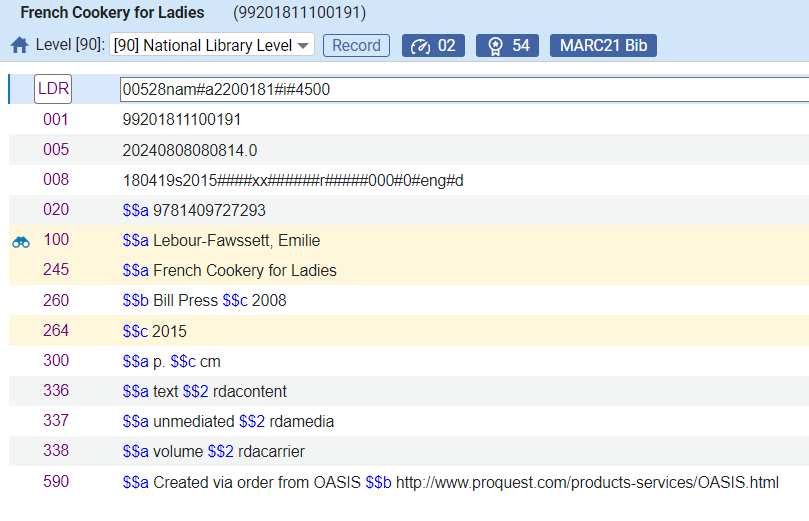 French Cookery for Ladies (99201811100191)
Level [90]: [90] National Library Level Record 02 54 MARC21 Bib
LDR 00528nam#a2200181#i#4500
001 99201811100191
005 20240808080814.0
008 180419s2015####xx######r#####000#0#eng#d
020 $$a 9781409727293
100 $$a Lebour-Fawssett, Emilie
245 $$a French Cookery for Ladies
260 $$b Bill Press $$c 2008
264 $$c 2015
300 $$a p. $$c cm
336 $$a text $$2 rdacontent
337 $$a unmediated $$2 rdamedia
338 $$a volume $$2 rdacarrier
590 $$a Created via order from OASIS $$b http://www.proquest.com/products-services/OASIS.html